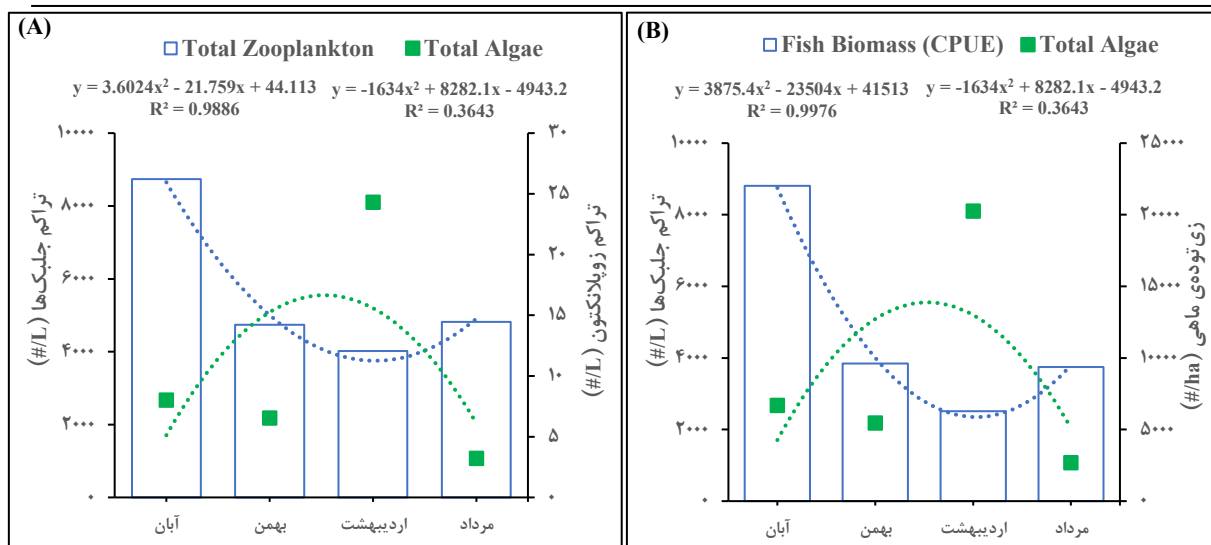 (A)
Total Zooplankton Total Algae
y = 3.6024x² - 21.759x + 44.113 y = -1634x² + 8282.1x - 4943.2
R² = 0.9886 R² = 0.3643
۱۰۰۰۰
۸۰۰۰
۶۰۰۰
۴۰۰۰
۲۰۰۰
۰
تراکم جلبک‌ها (#/L)
۳۰
۲۵
۲۰
۱۵
۱۰
۵
۰
تراکم زوپلانکتون (#/L)
آبان
بهمن
اردیبهشت
مرداد
(B)
Fish Biomass (CPUE) Total Algae
y = 3875.4x² - 23504x + 41513 y = -1634x² + 8282.1x - 4943.2
R² = 0.9976 R² = 0.3643
۱۰۰۰۰
۸۰۰۰
۶۰۰۰
۴۰۰۰
۲۰۰۰
۰
تراکم جلبک‌ها (#/L)
۲۵۰۰۰
۲۰۰۰۰
۱۵۰۰۰
۱۰۰۰۰
۵۰۰۰
۰
زی‌توده‌ی ماهی (#/ha)
آبان
بهمن
اردیبهشت
مرداد